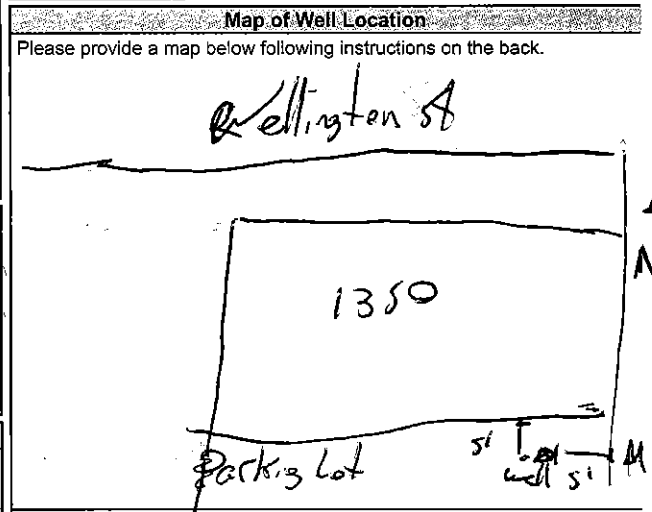 Map of Well Location
Please provide a map below following instructions on the back.
Wellington St
N
1350
Parking Lot
5'
well
5'
M